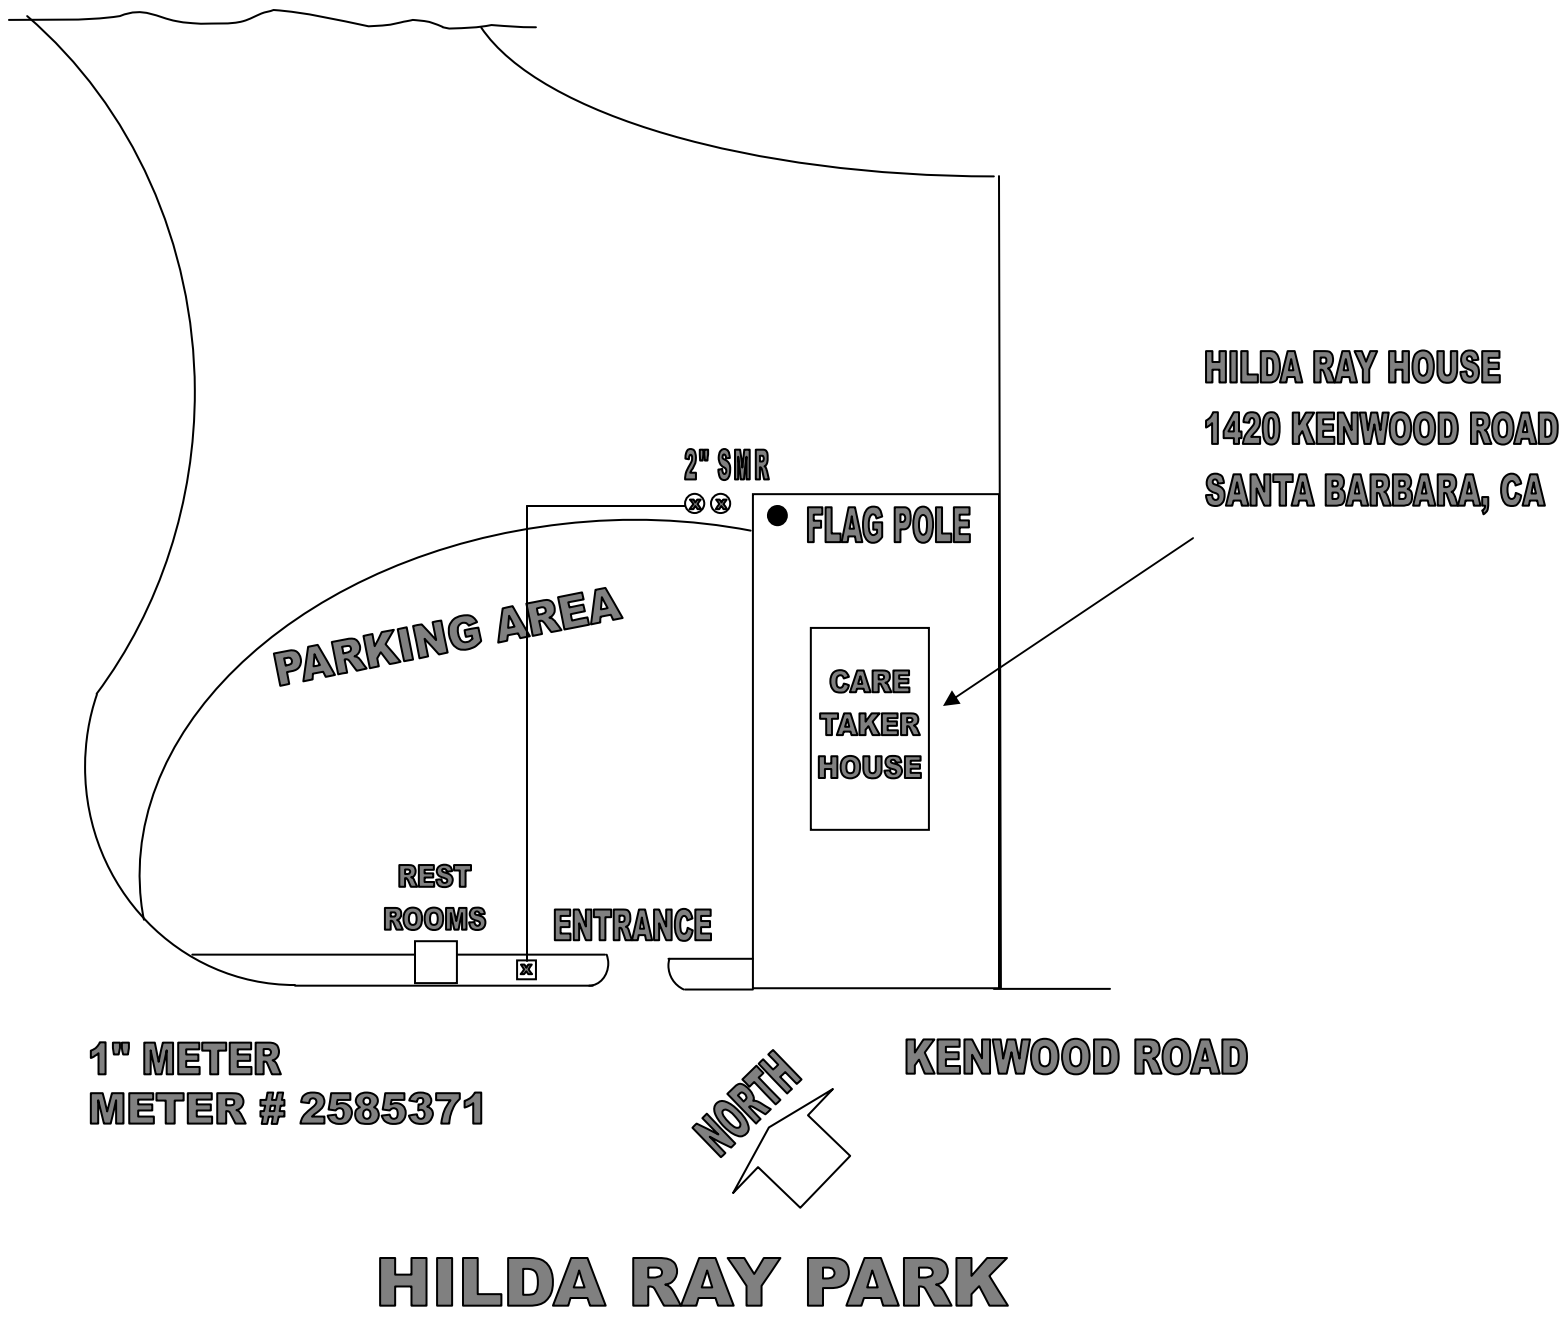 HILDA RAY HOUSE
1420 KENWOOD ROAD
SANTA BARBARA, CA
2" SMR
X X
FLAG POLE
PARKING AREA
CARE
TAKER
HOUSE
REST
ROOMS
ENTRANCE
X
1" METER
METER # 2585371
KENWOOD ROAD
NORTH
HILDA RAY PARK